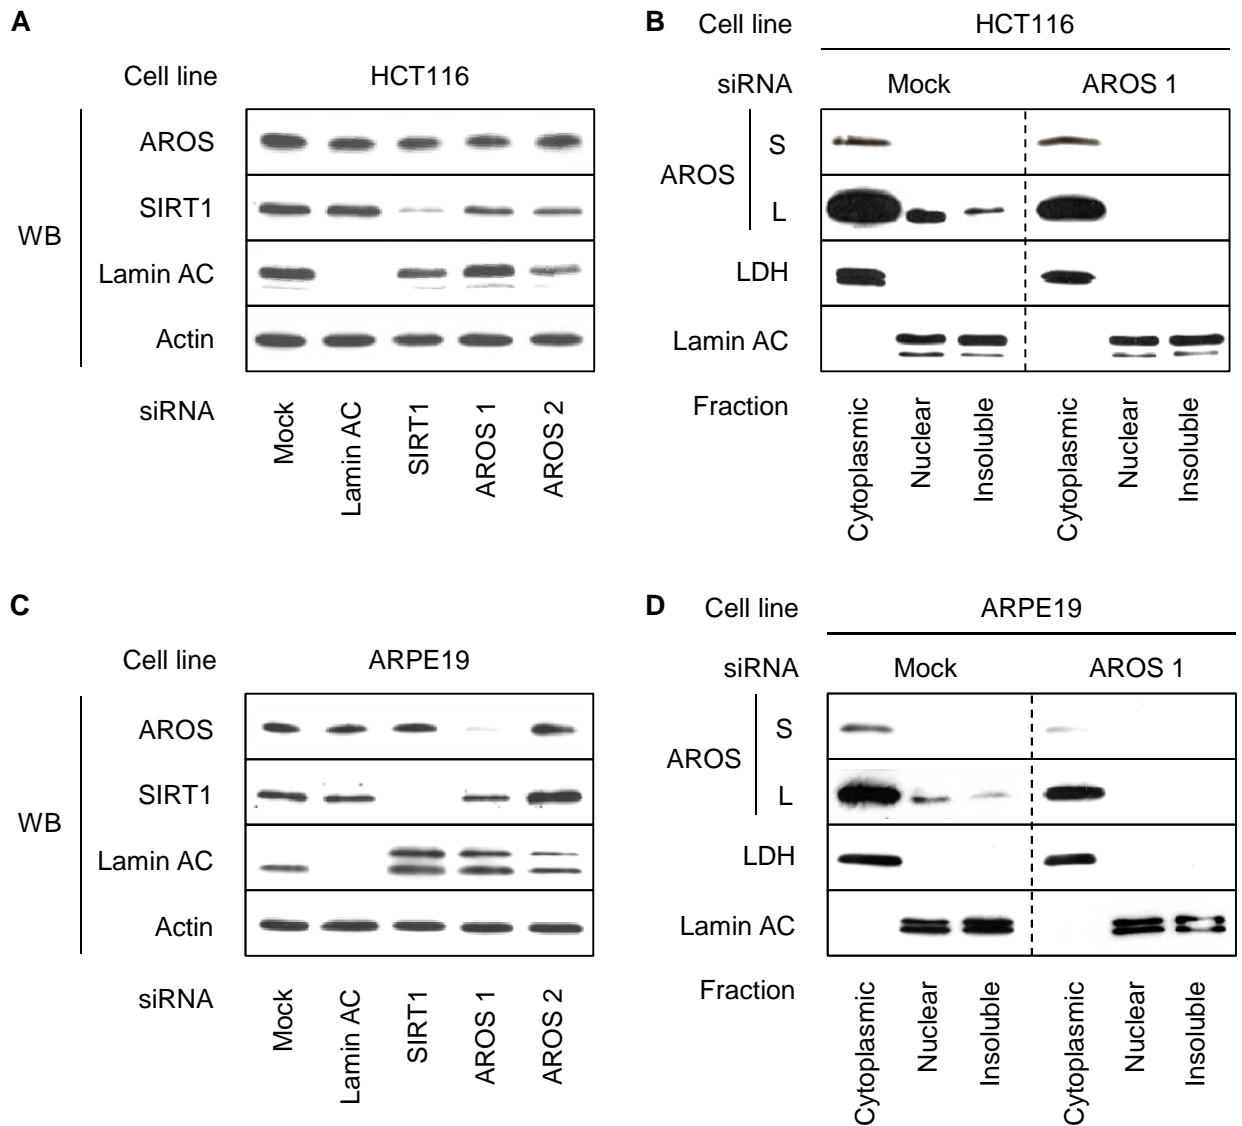 A
Cell line HCT116
WB
AROS
SIRT1
Lamin AC
Actin
siRNA Mock Lamin AC SIRT1 AROS 1 AROS 2
B Cell line HCT116
siRNA Mock AROS 1
AROS
S
L
LDH
Lamin AC
Fraction Cytoplasmic Nuclear Insoluble Cytoplasmic Nuclear Insoluble
C
Cell line ARPE19
WB
AROS
SIRT1
Lamin AC
Actin
siRNA Mock Lamin AC SIRT1 AROS 1 AROS 2
D Cell line ARPE19
siRNA Mock AROS 1
AROS
S
L
LDH
Lamin AC
Fraction Cytoplasmic Nuclear Insoluble Cytoplasmic Nuclear Insoluble